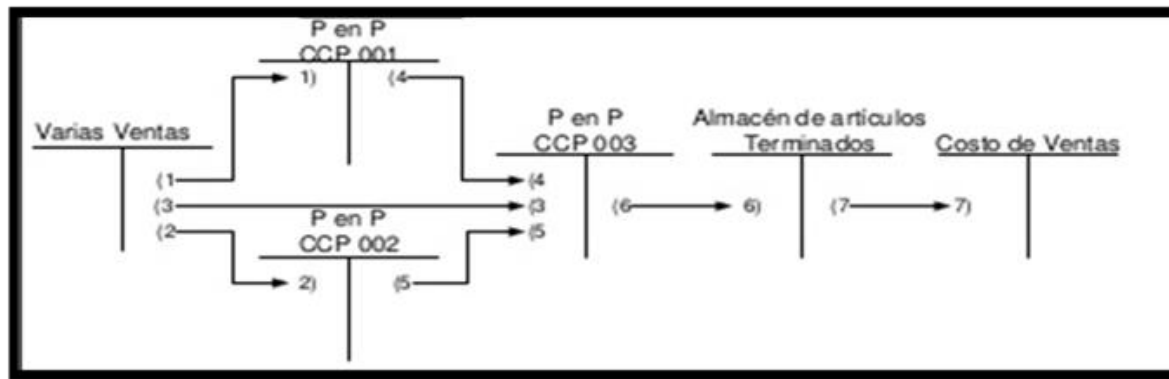 P en P
CCP 001
1) (4
Varias Ventas
(1
(3
(2
P en P
CCP 002
2) (5
P en P
CCP 003
(4
(3
(5
(6
Almacén de artículos
Terminados
6) (7
Costo de Ventas
7)